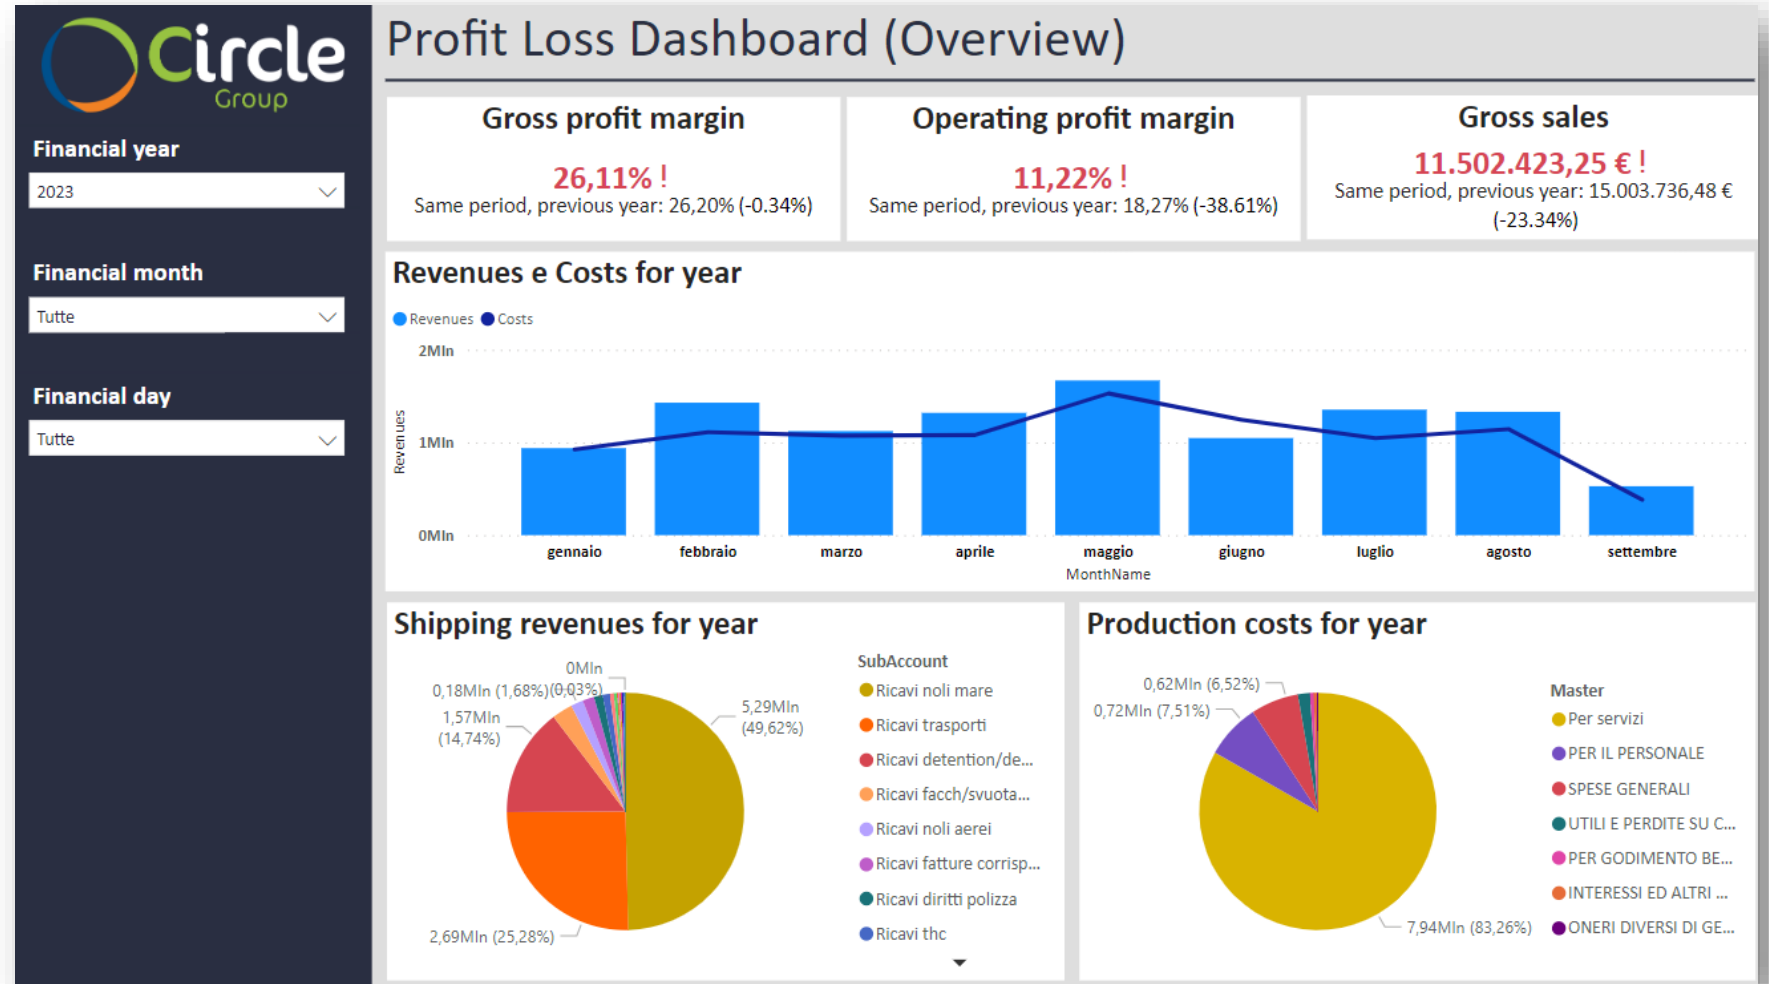 Circle
Group
Profit Loss Dashboard (Overview)
Financial year
2023
Financial month
Tutte
Financial day
Tutte
Gross profit margin
26,11% !
Same period, previous year: 26,20% (-0.34%)
Operating profit margin
11,22% !
Same period, previous year: 18,27% (-38.61%)
Gross sales
11.502.423,25 € !
Same period, previous year: 15.003.736,48 €
(-23.34%)
Revenues e Costs for year
Revenues Costs
2Mln
1Mln
0Mln
Revenues
gennaio febbraio marzo aprile maggio giugno luglio agosto settembre
MonthName
Shipping revenues for year
0Mln
(0,03%)
0,18Mln (1,68%)
1,57Mln
(14,74%)
5,29Mln
(49,62%)
2,69Mln (25,28%)
SubAccount
Ricavi noli mare
Ricavi trasporti
Ricavi detention/de...
Ricavi facch/svuota...
Ricavi noli aerei
Ricavi fatture corrisp...
Ricavi diritti polizza
Ricavi thc
Production costs for year
0,62Mln (6,52%)
0,72Mln (7,51%)
7,94Mln (83,26%)
Master
Per servizi
PER IL PERSONALE
SPESE GENERALI
UTILI E PERDITE SU C...
PER GODIMENTO BE...
INTERESSI ED ALTRI ...
ONERI DIVERSI DI GE...